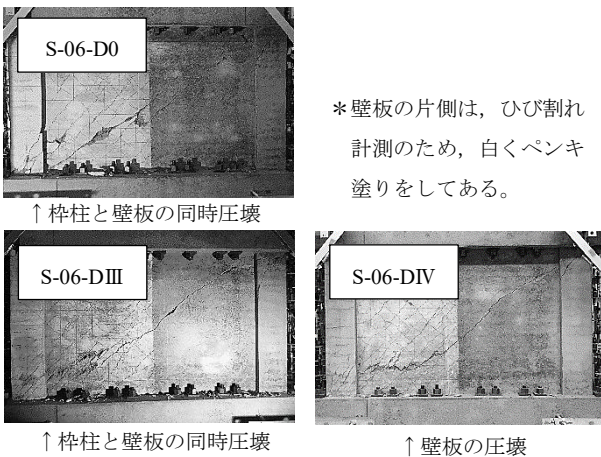 S-06-D0
*壁板の片側は，ひび割れ
計測のため，白くペンキ
塗りをしてある。
↑枠柱と壁板の同時圧壊
S-06-DⅢ
S-06-DⅣ
↑枠柱と壁板の同時圧壊
↑壁板の圧壊